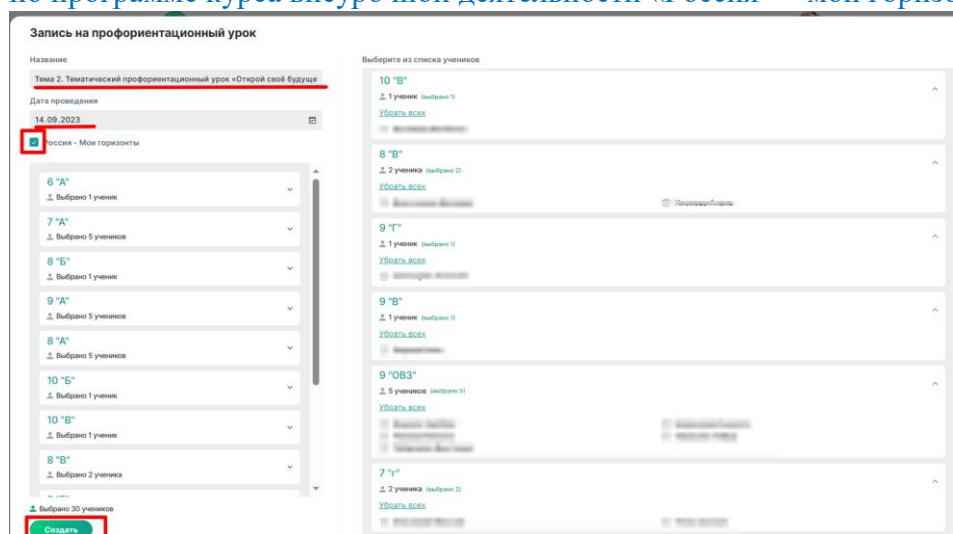 по программе курса внеурочной деятельности «Россия — мои горизо
Запись на профориентационный урок
Название
Тема 2. Тематический профориентационный урок «Открой своё будуще
Дата проведения
14.09.2023
Россия - Мои горизонты
6 "А"
Выбрано 1 ученик
7 "А"
Выбрано 5 учеников
8 "Б"
Выбрано 1 ученик
9 "А"
Выбрано 5 учеников
8 "А"
Выбрано 5 учеников
10 "Б"
Выбрано 1 ученик
10 "В"
Выбрано 1 ученик
8 "В"
Выбрано 2 ученика
Выбрано 30 учеников
Создать
Выберите из списка учеников
10 "В"
1 ученик (выбрано 1)
Убрать всех
8 "В"
2 ученика (выбрано 2)
Убрать всех
9 "Г"
1 ученик (выбрано 1)
Убрать всех
9 "В"
1 ученик (выбрано 1)
Убрать всех
9 "ОВЗ"
5 учеников (выбрано 5)
Убрать всех
7 "г"
2 ученика (выбрано 2)
Убрать всех